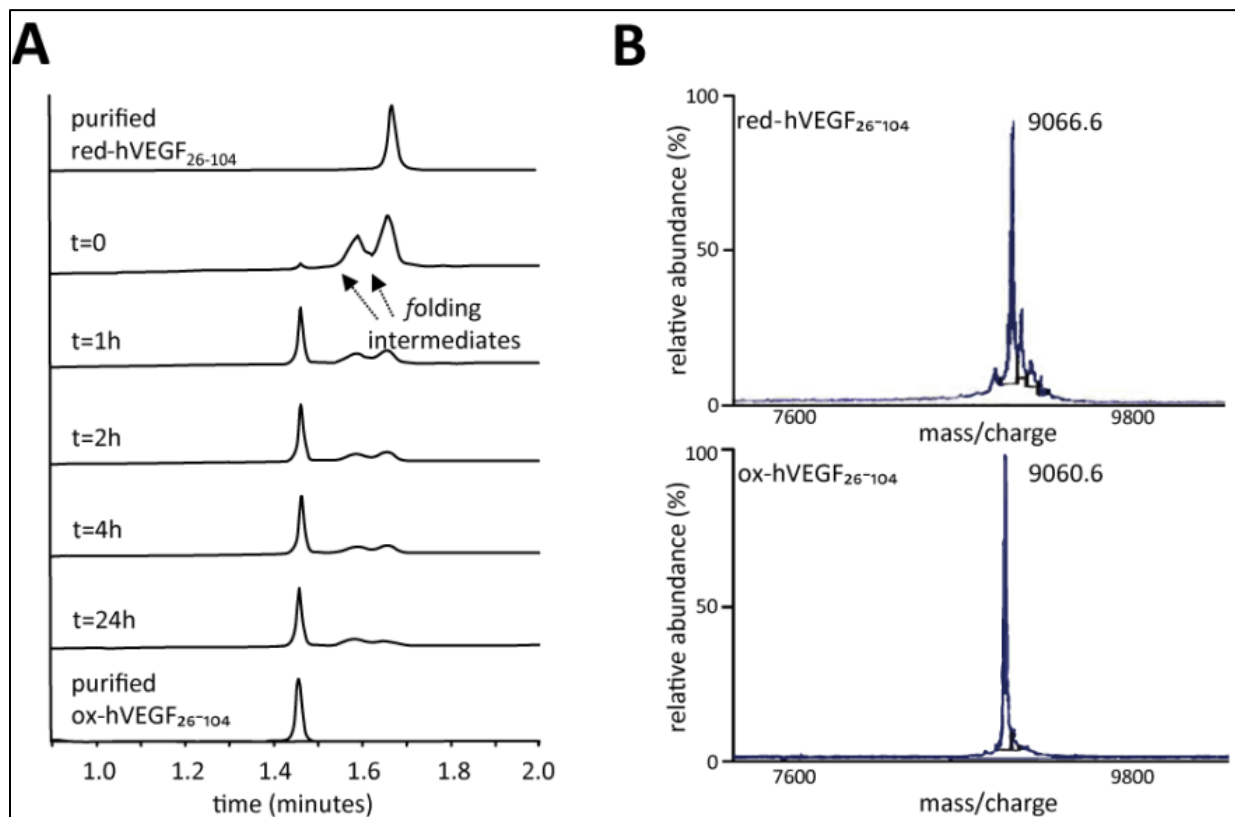 A
purified
red-hVEGF₂₆₋₁₀₄
t=0
folding
intermediates
t=1h
t=2h
t=4h
t=24h
purified
ox-hVEGF₂₆₋₁₀₄
1.0 1.2 1.4 1.6 1.8 2.0
time (minutes)
B
100
red-hVEGF₂₆₋₁₀₄ 9066.6
relative abundance (%)
50
0
7600 9800
mass/charge
100
ox-hVEGF₂₆₋₁₀₄ 9060.6
relative abundance (%)
50
0
7600 9800
mass/charge